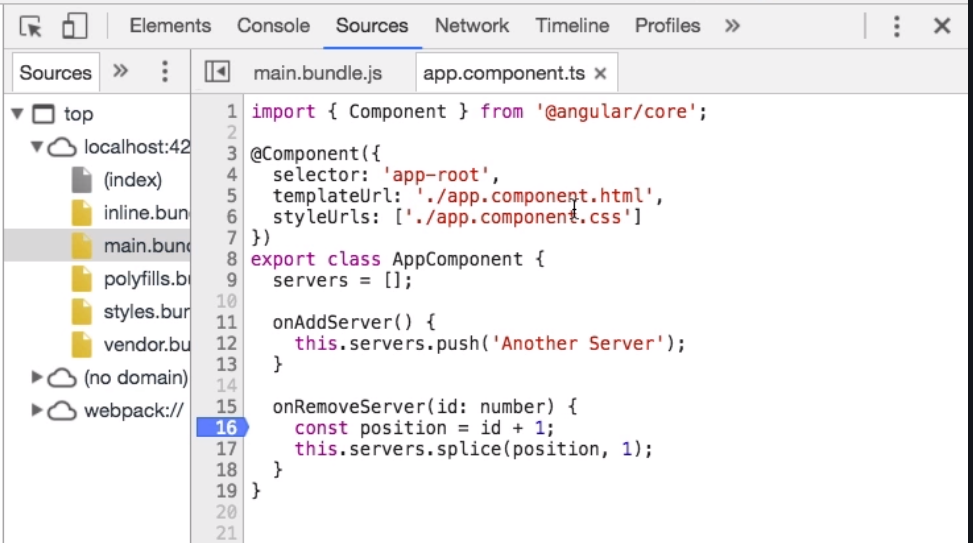 Elements Console Sources Network Timeline Profiles »
Sources » main.bundle.js app.component.ts ×
top
localhost:42
(index)
inline.bun
main.bund
polyfills.bu
styles.bur
vendor.bu
(no domain)
webpack://
1 import { Component } from '@angular/core';
2
3 @Component({
4 selector: 'app-root',
5 templateUrl: './app.component.html',
6 styleUrls: ['./app.component.css']
7 })
8 export class AppComponent {
9 servers = [];
10
11 onAddServer() {
12 this.servers.push('Another Server');
13 }
14
15 onRemoveServer(id: number) {
16 const position = id + 1;
17 this.servers.splice(position, 1);
18 }
19 }
20
21